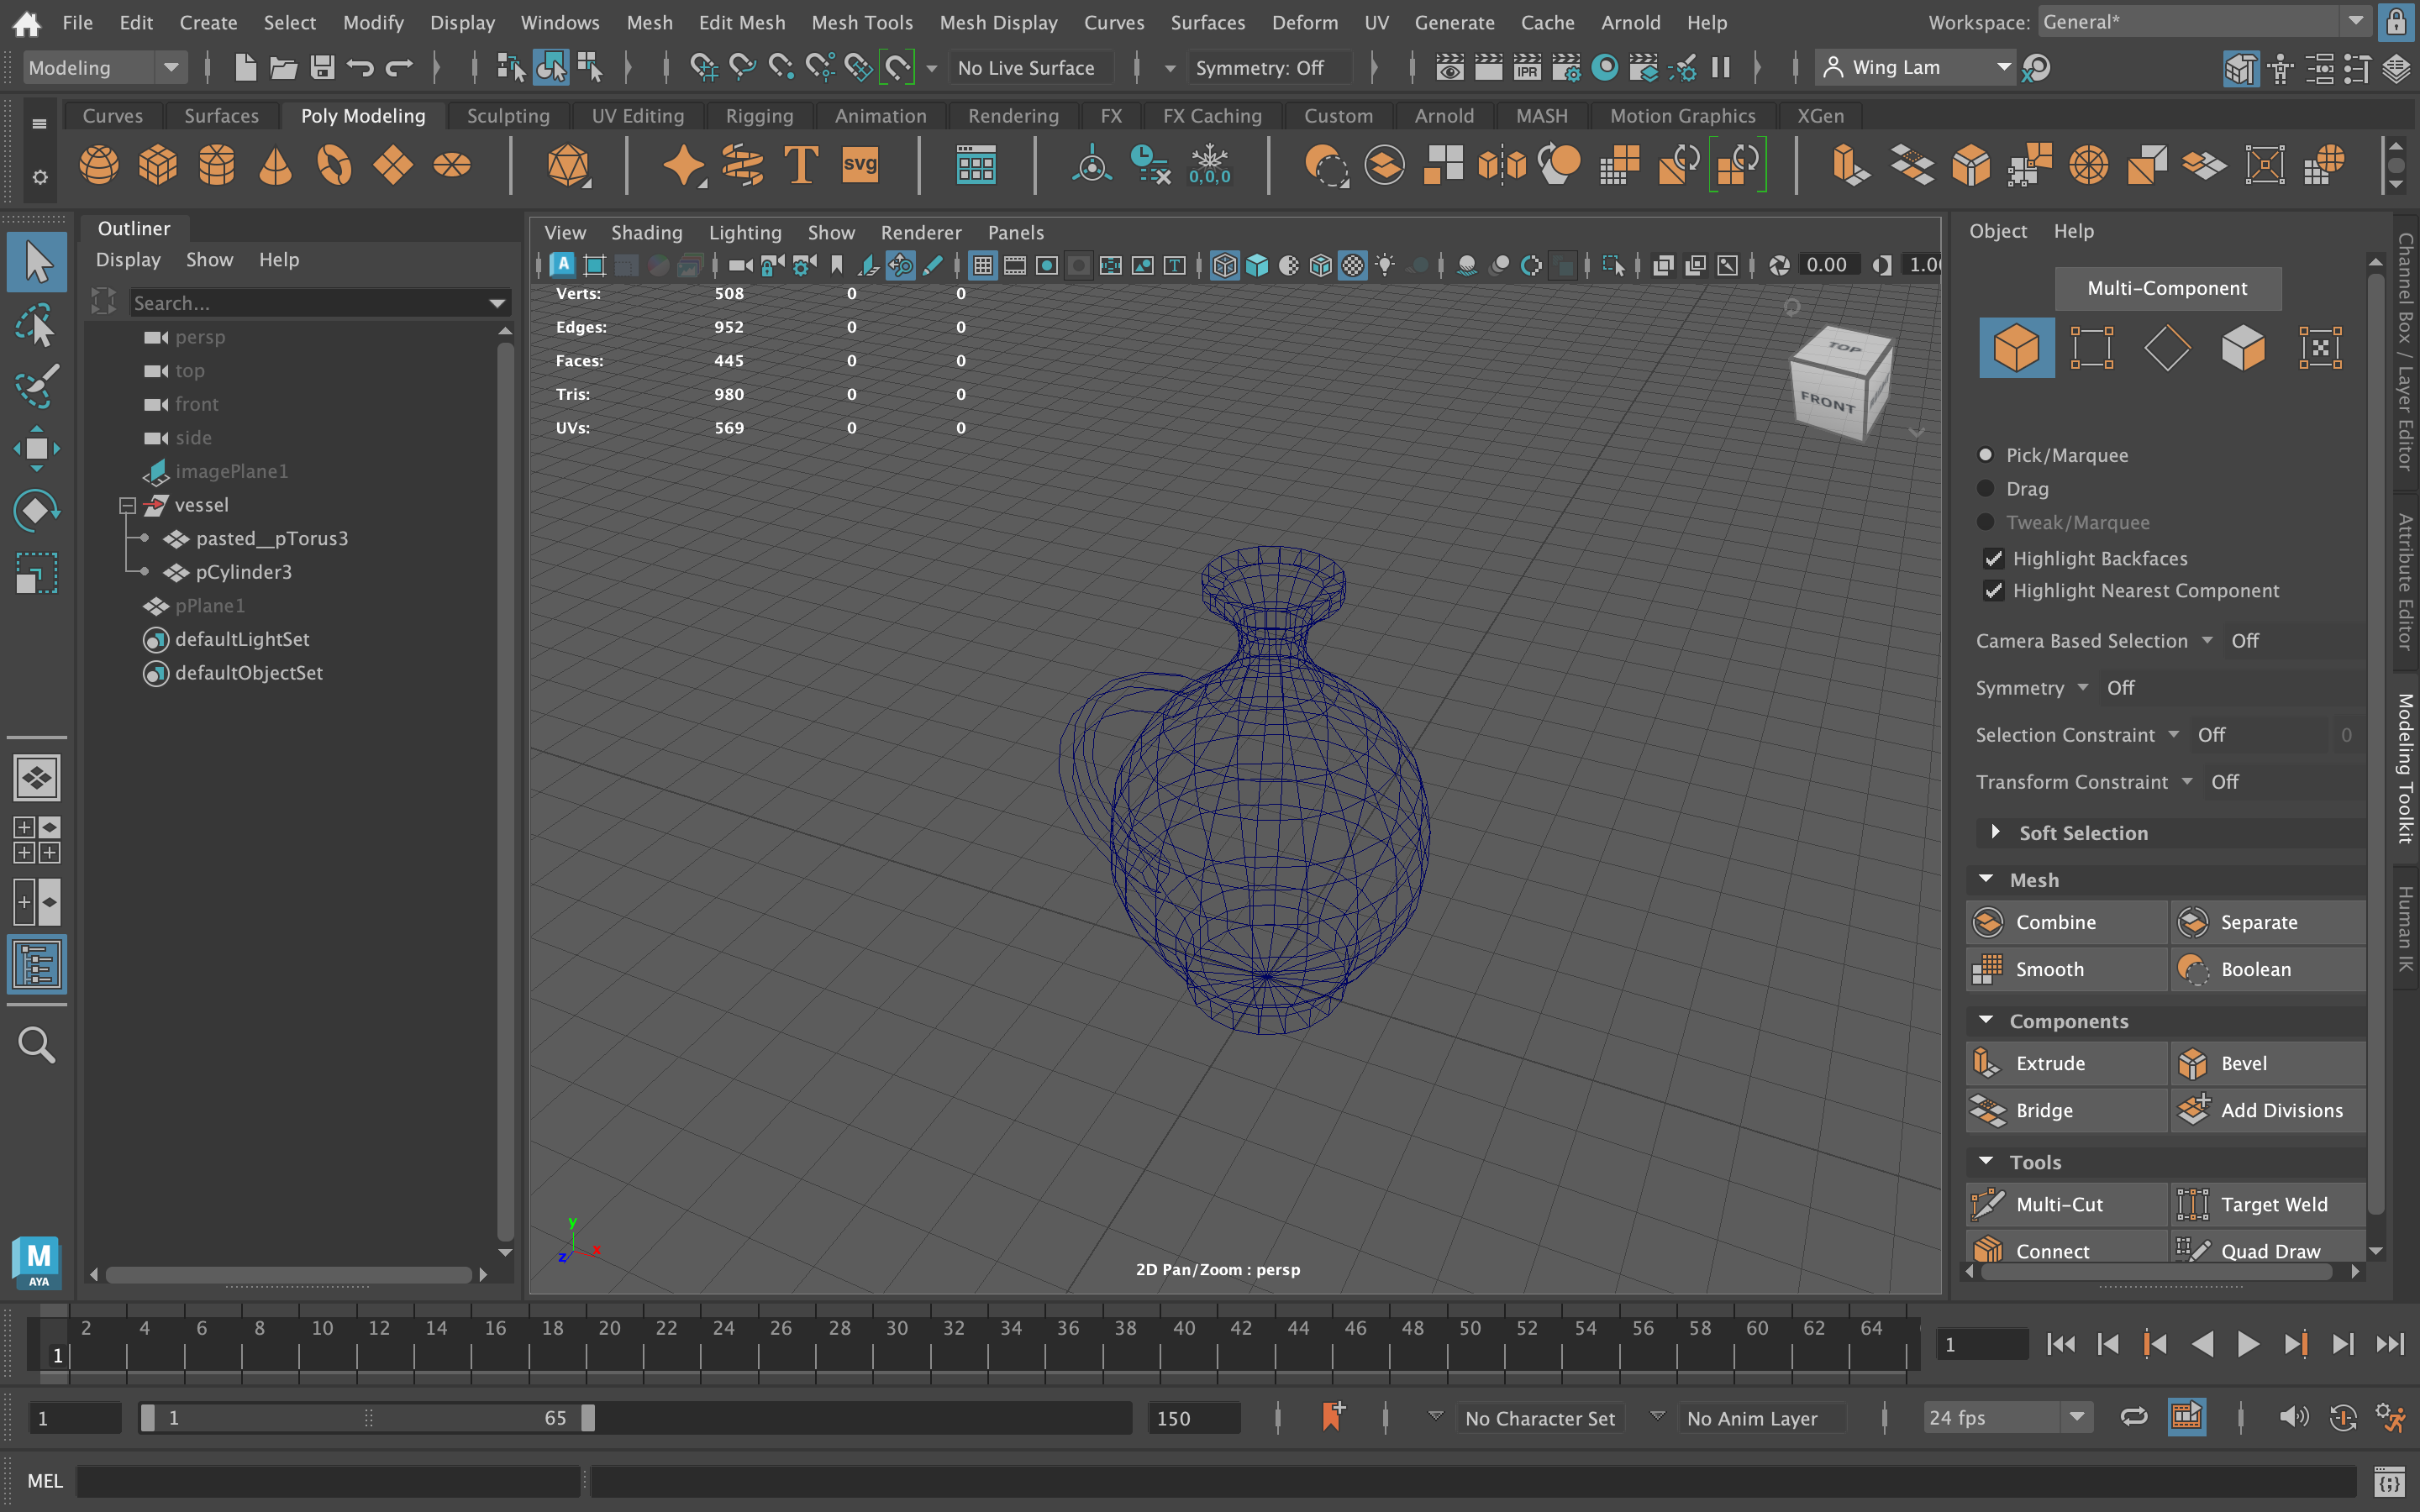 File Edit Create Select Modify Display Windows Mesh Edit Mesh Mesh Tools Mesh Display Curves Surfaces Deform UV Generate Cache Arnold Help Workspace: General*
Modeling No Live Surface Symmetry: Off IPR Wing Lam
Curves Surfaces Poly Modeling Sculpting UV Editing Rigging Animation Rendering FX FX Caching Custom Arnold MASH Motion Graphics XGen
T svg 0,0,0
Outliner
Display Show Help
Search...
persp
top
front
side
imagePlane1
vessel
pasted__pTorus3
pCylinder3
pPlane1
defaultLightSet
defaultObjectSet
M
AYA
View Shading Lighting Show Renderer Panels
A T 0.00 1.00
Verts: 508 0 0
Edges: 952 0 0
Faces: 445 0 0
Tris: 980 0 0
UVs: 569 0 0
TOP
FRONT
y
x
z
2D Pan/Zoom : persp
Object Help
Multi-Component
Pick/Marquee
Drag
Tweak/Marquee
Highlight Backfaces
Highlight Nearest Component
Camera Based Selection Off
Symmetry Off
Selection Constraint Off 0
Transform Constraint Off
Soft Selection
Mesh
Combine Separate
Smooth Boolean
Components
Extrude Bevel
Bridge Add Divisions
Tools
Multi-Cut Target Weld
Connect Quad Draw
Channel Box / Layer Editor
Attribute Editor
Modeling Toolkit
Human IK
2 4 6 8 10 12 14 16 18 20 22 24 26 28 30 32 34 36 38 40 42 44 46 48 50 52 54 56 58 60 62 64
1 1
1 1 65 150 No Character Set No Anim Layer 24 fps
MEL